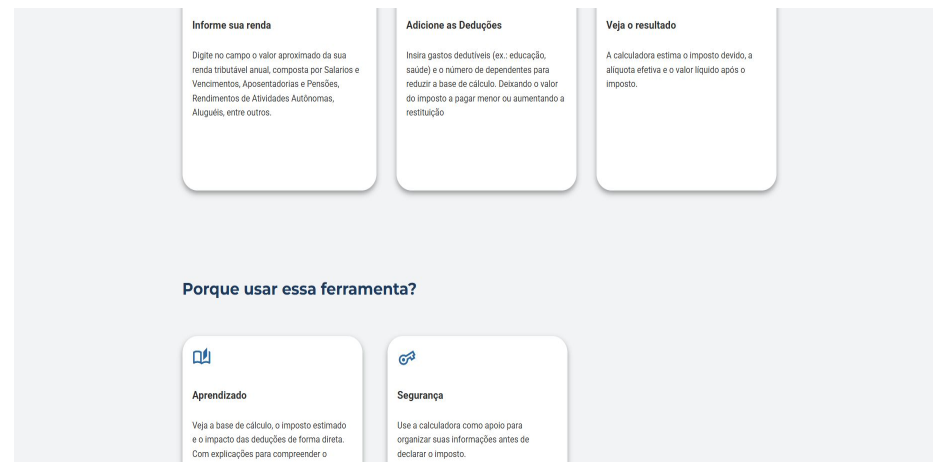 Informe sua renda
Digite no campo o valor aproximado da sua
renda tributável anual, composta por Salarios e
Vencimentos, Aposentadorias e Pensões,
Rendimentos de Atividades Autônomas,
Aluguéis, entre outros.
Adicione as Deduções
Insira gastos dedutíveis (ex.: educação,
saúde) e o número de dependentes para
reduzir a base de cálculo. Deixando o valor
do imposto a pagar menor ou aumentando a
restituição
Veja o resultado
A calculadora estima o imposto devido, a
alíquota efetiva e o valor líquido após o
imposto.
Porque usar essa ferramenta?
Aprendizado
Veja a base de cálculo, o imposto estimado
e o impacto das deduções de forma direta.
Com explicações para compreender o
Segurança
Use a calculadora como apoio para
organizar suas informações antes de
declarar o imposto.